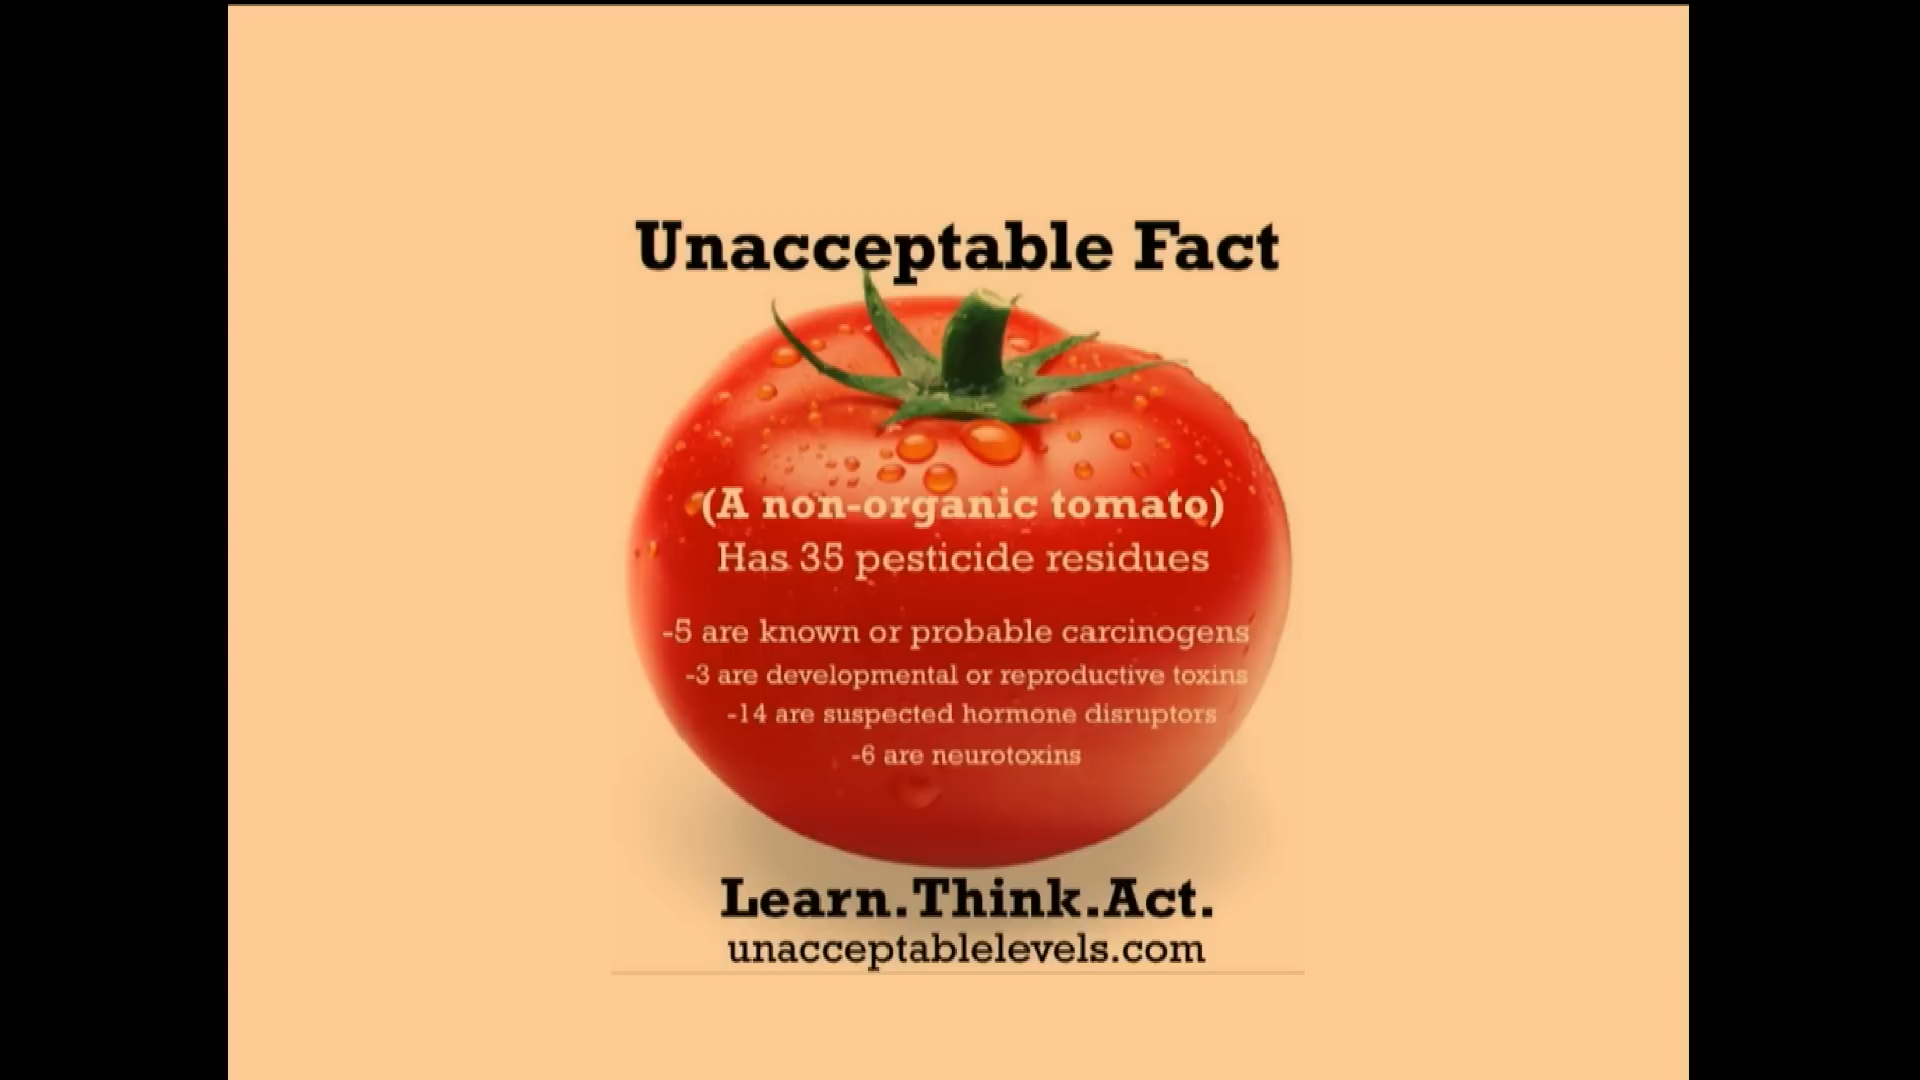 Unacceptable Fact
(A non-organic tomato)
Has 35 pesticide residues
-5 are known or probable carcinogens
-3 are developmental or reproductive toxins
-14 are suspected hormone disruptors
-6 are neurotoxins
Learn.Think.Act.
unacceptablelevels.com